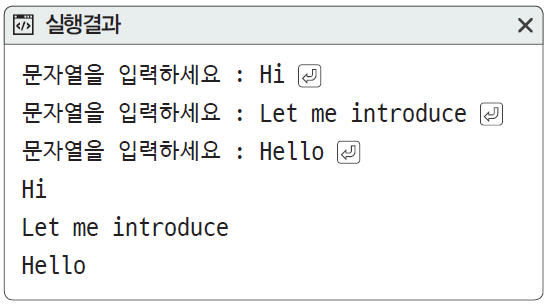 실행결과
문자열을 입력하세요 : Hi
문자열을 입력하세요 : Let me introduce
문자열을 입력하세요 : Hello
Hi
Let me introduce
Hello